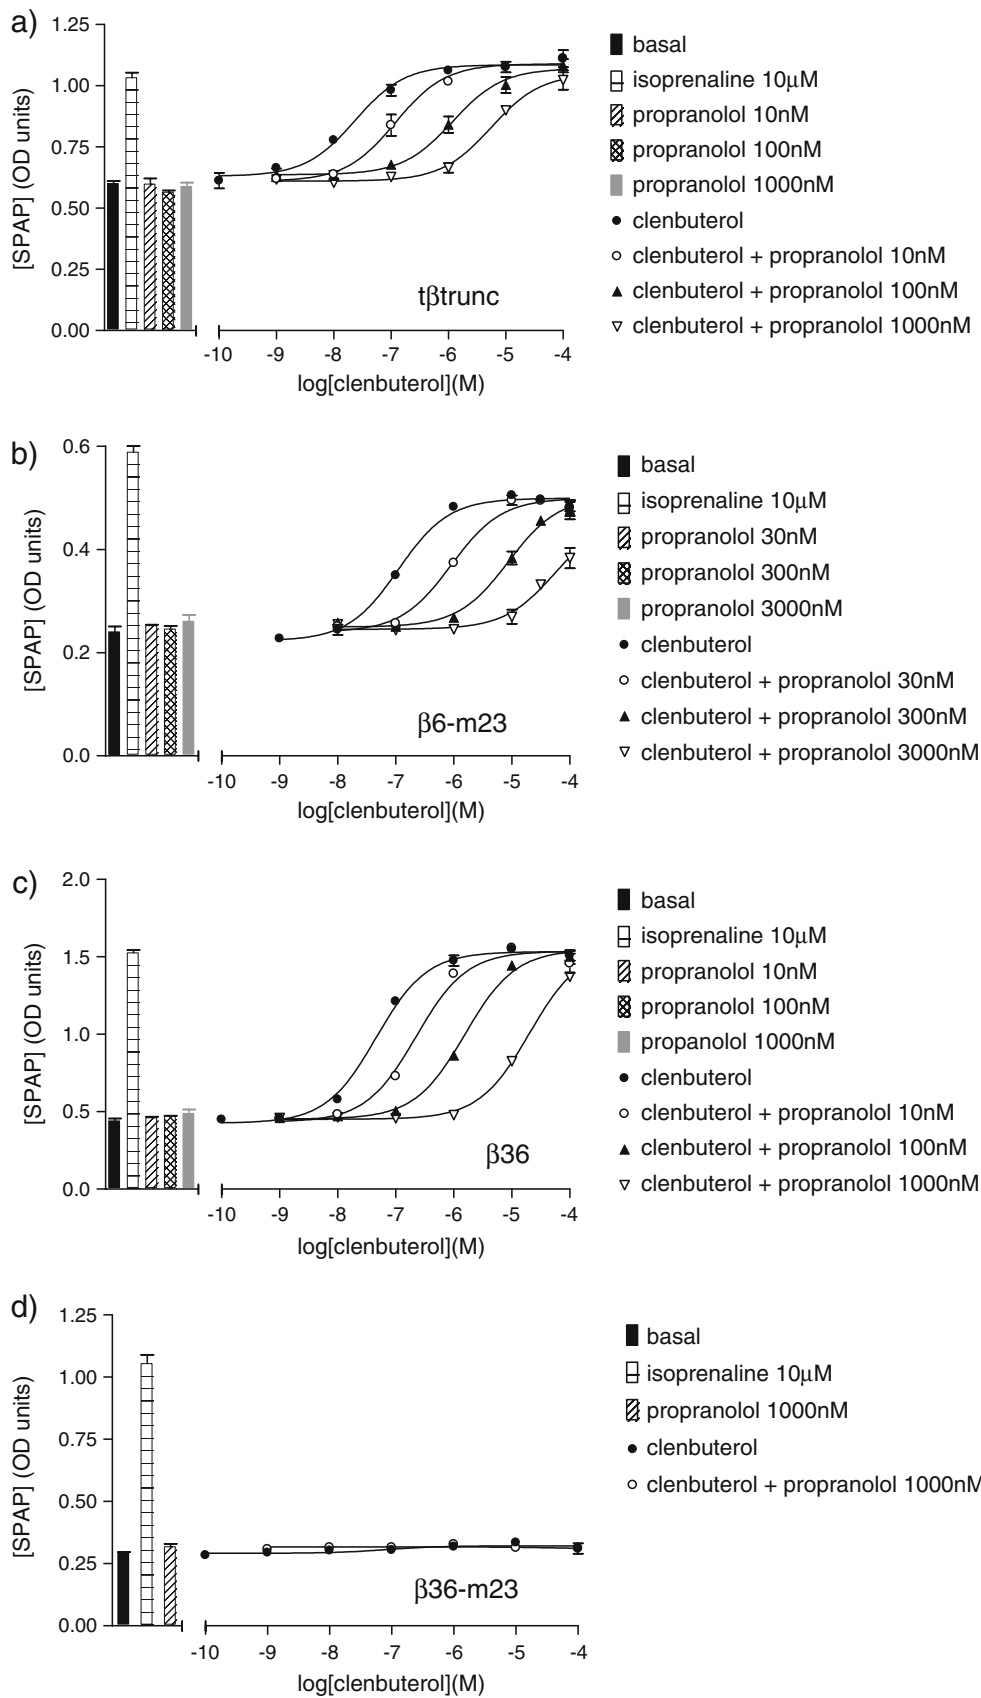 a)
1.25
1.00
0.75
0.50
0.25
0.00
[SPAP] (OD units)
-10 -9 -8 -7 -6 -5 -4
log[clenbuterol](M)
tβtrunc
basal
isoprenaline 10μM
propranolol 10nM
propranolol 100nM
propranolol 1000nM
clenbuterol
clenbuterol + propranolol 10nM
clenbuterol + propranolol 100nM
clenbuterol + propranolol 1000nM
b)
0.6
0.4
0.2
0.0
[SPAP] (OD units)
-10 -9 -8 -7 -6 -5 -4
log[clenbuterol](M)
β6-m23
basal
isoprenaline 10μM
propranolol 30nM
propranolol 300nM
propranolol 3000nM
clenbuterol
clenbuterol + propranolol 30nM
clenbuterol + propranolol 300nM
clenbuterol + propranolol 3000nM
c)
2.0
1.5
1.0
0.5
0.0
[SPAP] (OD units)
-10 -9 -8 -7 -6 -5 -4
log[clenbuterol](M)
β36
basal
isoprenaline 10μM
propranolol 10nM
propranolol 100nM
propanolol 1000nM
clenbuterol
clenbuterol + propranolol 10nM
clenbuterol + propranolol 100nM
clenbuterol + propranolol 1000nM
d)
1.25
1.00
0.75
0.50
0.25
0.00
[SPAP] (OD units)
-10 -9 -8 -7 -6 -5 -4
log[clenbuterol](M)
β36-m23
basal
isoprenaline 10μM
propranolol 1000nM
clenbuterol
clenbuterol + propranolol 1000nM